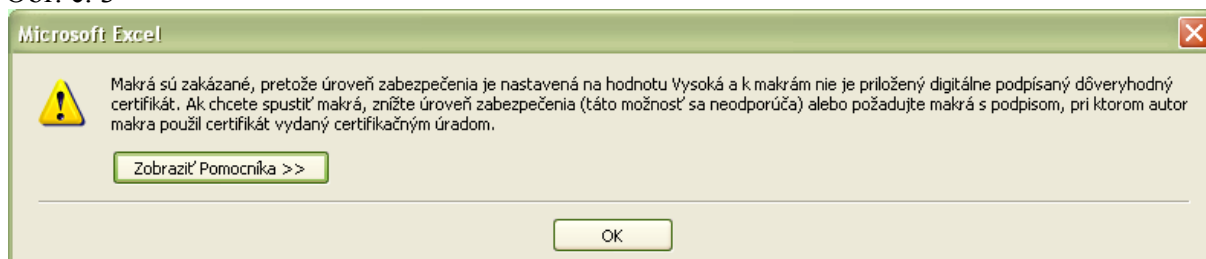 Microsoft Excel
Makrá sú zakázané, pretože úroveň zabezpečenia je nastavená na hodnotu Vysoká a k makrám nie je priložený digitálne podpísaný dôveryhodný
certifikát. Ak chcete spustiť makrá, znížte úroveň zabezpečenia (táto možnosť sa neodporúča) alebo požadujte makrá s podpisom, pri ktorom autor
makra použil certifikát vydaný certifikačným úradom.
Zobraziť Pomocníka >>
OK